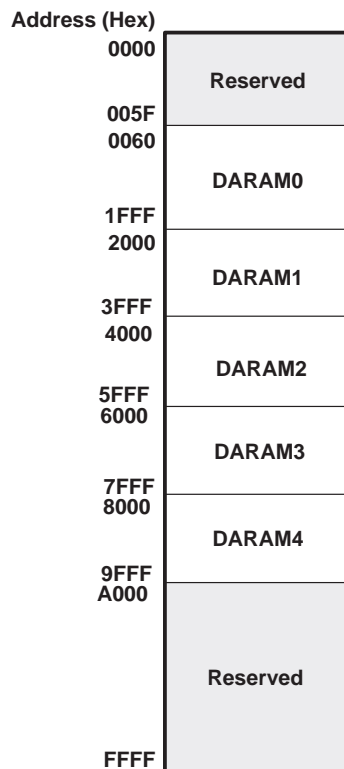 Address (Hex)
0000
Reserved
005F
0060
DARAM0
1FFF
2000
DARAM1
3FFF
4000
DARAM2
5FFF
6000
DARAM3
7FFF
8000
DARAM4
9FFF
A000
Reserved
FFFF